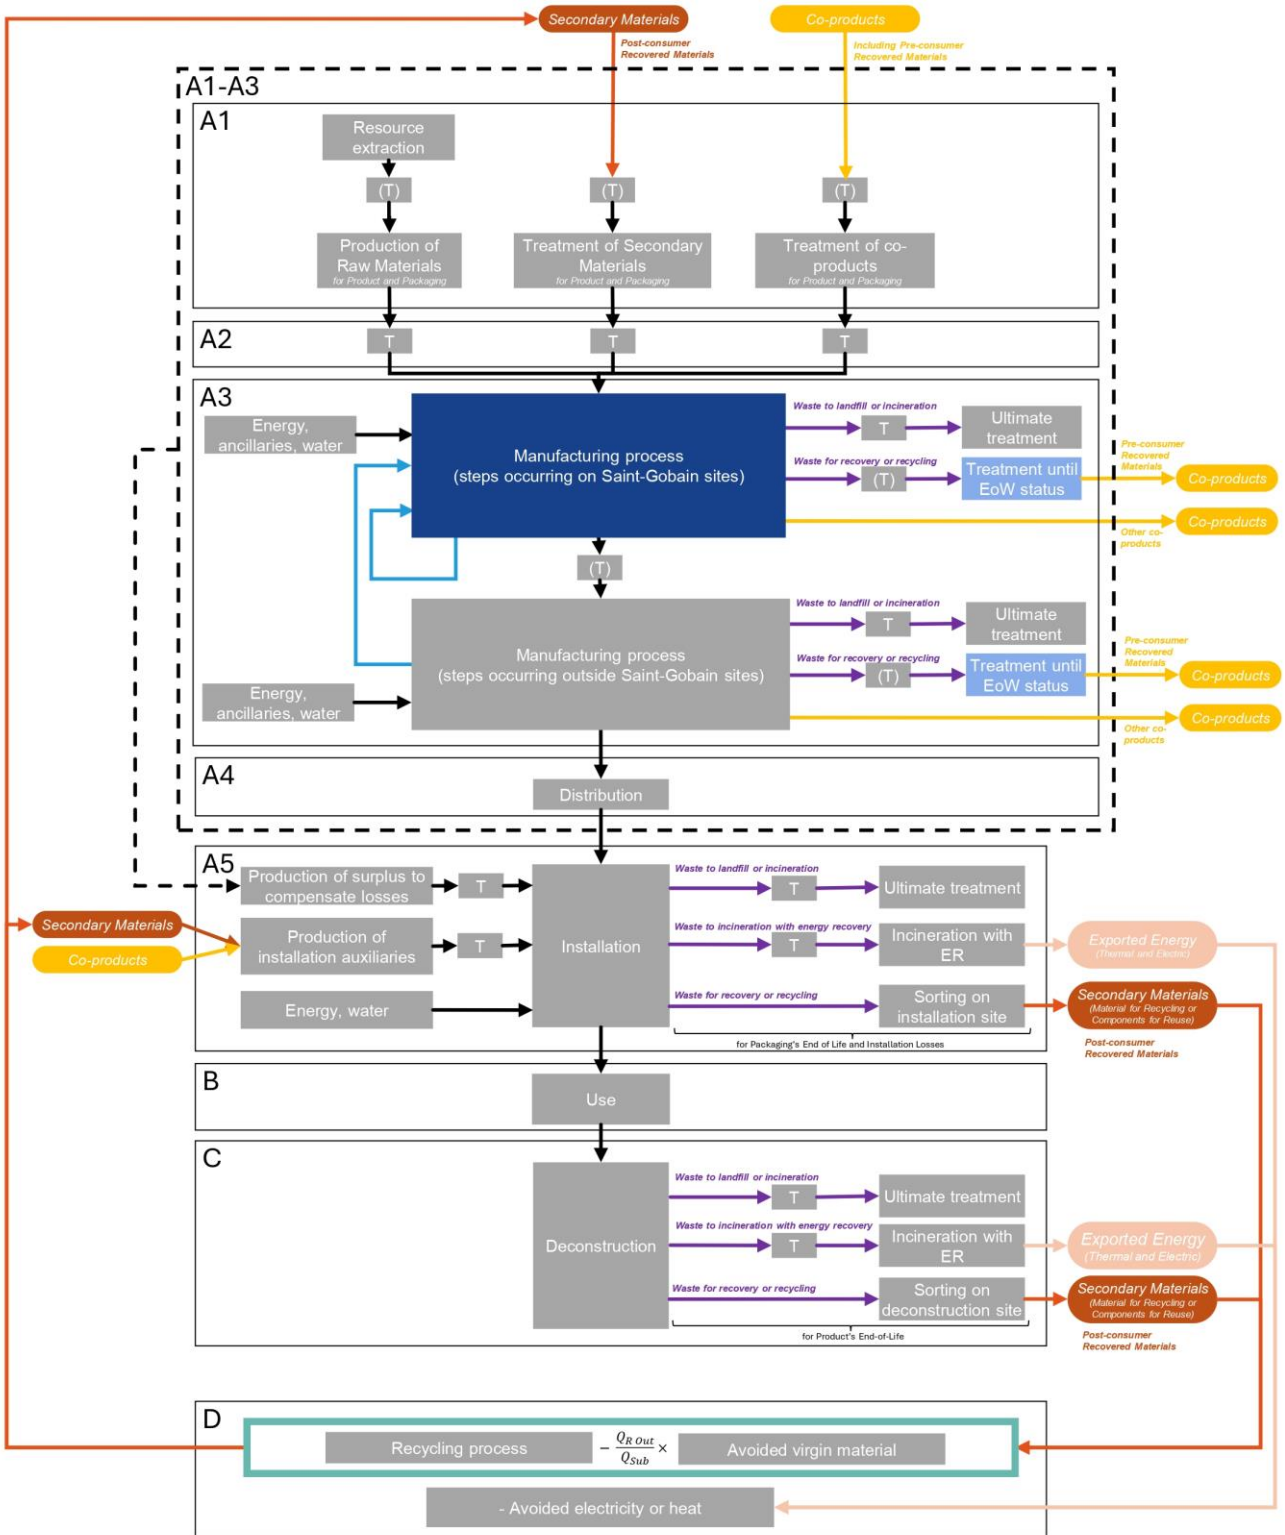 Secondary Materials
Co-products
Post-consumer
Recovered Materials
Including Pre-consumer
Recovered Materials
A1-A3
A1
Resource
extraction
(T)
(T)
(T)
Production of
Raw Materials
for Product and Packaging
Treatment of Secondary
Materials
for Product and Packaging
Treatment of co-
products
for Product and Packaging
A2
T
T
T
A3
Energy,
ancillaries, water
Manufacturing process
(steps occurring on Saint-Gobain sites)
Waste to landfill or incineration
T
Ultimate
treatment
Waste for recovery or recycling
(T)
Treatment until
EoW status
Pre-consumer
Recovered
Materials
Co-products
Other co-
products
Co-products
(T)
Manufacturing process
(steps occurring outside Saint-Gobain sites)
Energy,
ancillaries, water
Waste to landfill or incineration
T
Ultimate
treatment
Waste for recovery or recycling
(T)
Treatment until
EoW status
Pre-consumer
Recovered
Materials
Co-products
Other co-
products
Co-products
A4
Distribution
A5
Production of surplus to
compensate losses
T
Secondary Materials
Co-products
Production of
installation auxiliaries
T
Energy, water
Installation
Waste to landfill or incineration
T
Ultimate treatment
Waste to incineration with energy recovery
T
Incineration with
ER
Exported Energy
(Thermal and Electric)
Waste for recovery or recycling
Sorting on
installation site
Secondary Materials
(Material for Recycling or
Components for Reuse)
Post-consumer
Recovered Materials
for Packaging's End of Life and Installation Losses
B
Use
C
Deconstruction
Waste to landfill or incineration
T
Ultimate treatment
Waste to incineration with energy recovery
T
Incineration with
ER
Exported Energy
(Thermal and Electric)
Waste for recovery or recycling
Sorting on
deconstruction site
Secondary Materials
(Material for Recycling or
Components for Reuse)
Post-consumer
Recovered Materials
for Product's End-of-Life
D
Recycling process
− Q_{R Out}/Q_{Sub} ×
Avoided virgin material
- Avoided electricity or heat